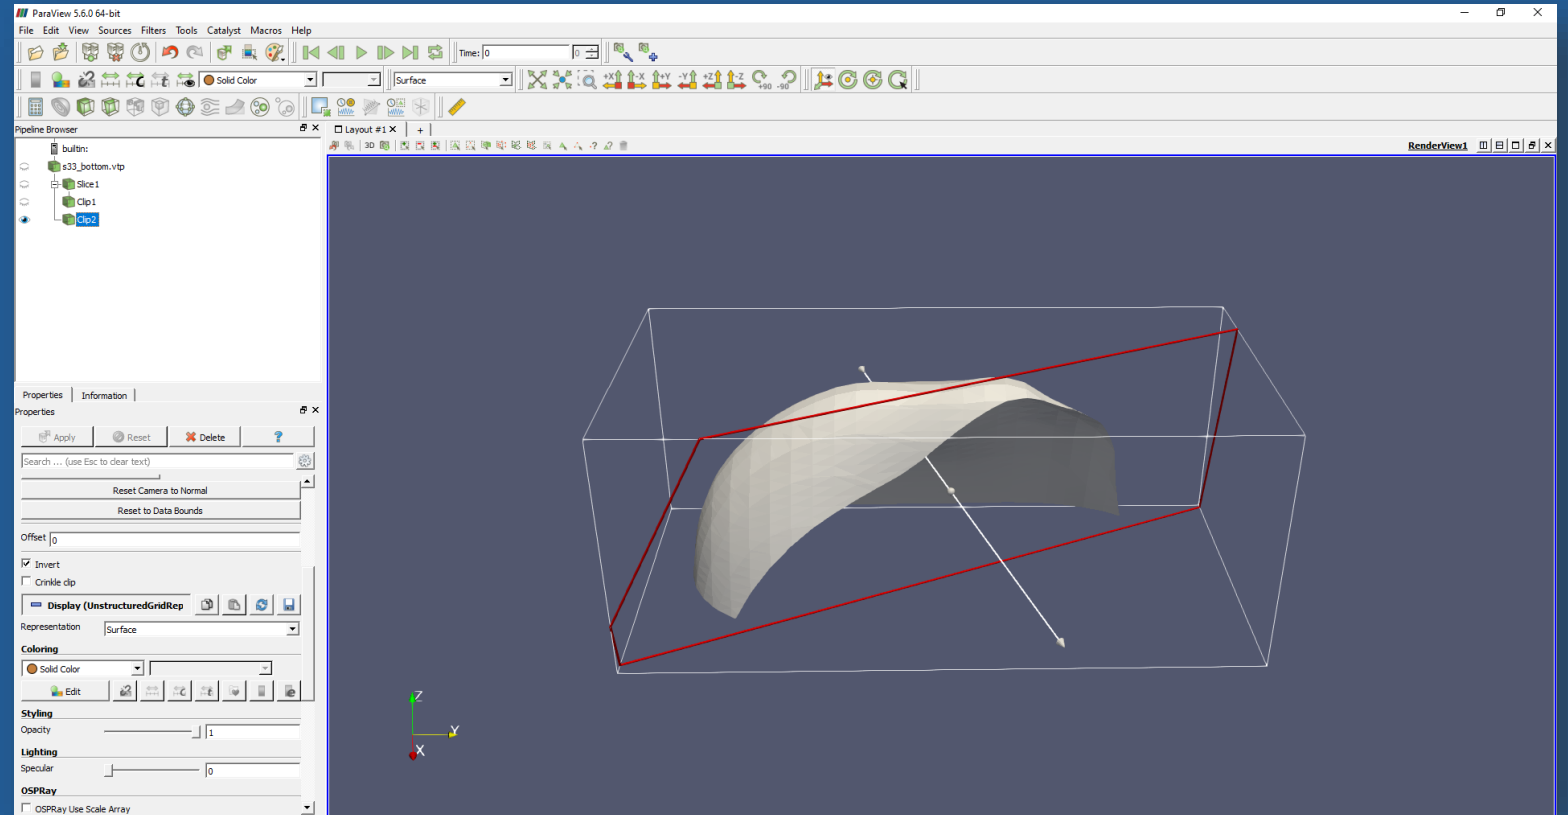 ParaView 5.6.0 64-bit
File Edit View Sources Filters Tools Catalyst Macros Help
Time: 0 0
Solid Color Surface +X -X +Y -Y +Z -Z +90 -90
Pipeline Browser
Layout #1 × +
3D RenderView1
builtin:
s33_bottom.vtp
Slice1
Clip1
Clip2
Properties Information
Properties
Apply Reset Delete ?
Search ... (use Esc to clear text)
Reset Camera to Normal
Reset to Data Bounds
Offset 0
Invert
Crinkle clip
Display (UnstructuredGridRep
Representation Surface
Coloring
Solid Color
Edit
Styling
Opacity 1
Lighting
Specular 0
OSPRay
OSPRay Use Scale Array
Z
Y
X